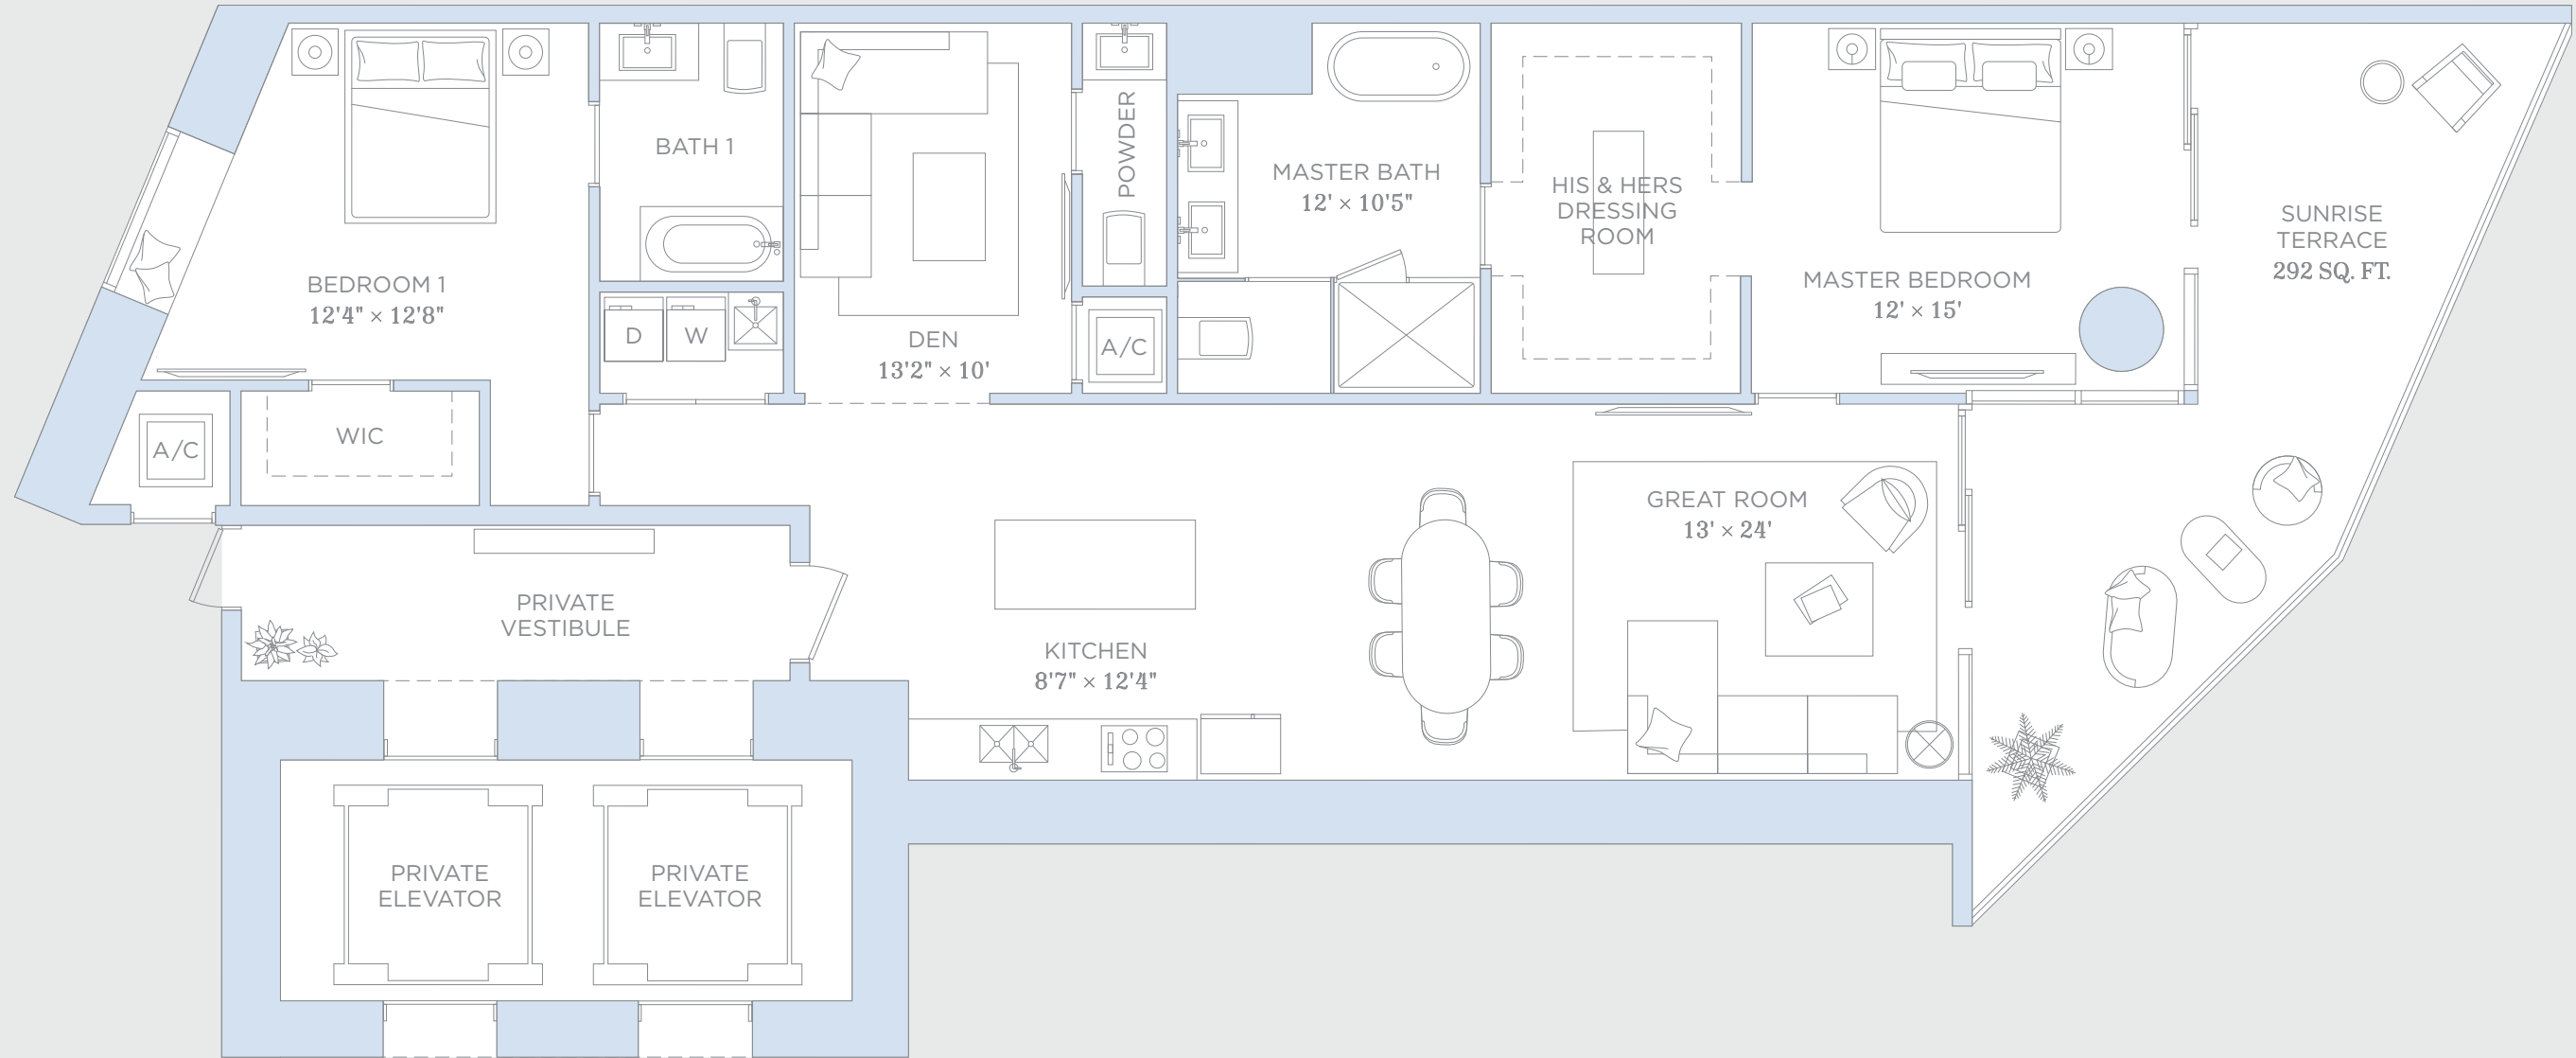 BEDROOM 1
12'4" × 12'8"
BATH 1
D
W
DEN
13'2" × 10'
POWDER
A/C
MASTER BATH
12' × 10'5"
HIS & HERS
DRESSING
ROOM
MASTER BEDROOM
12' × 15'
SUNRISE
TERRACE
292 SQ. FT.
A/C
WIC
PRIVATE
VESTIBULE
KITCHEN
8'7" × 12'4"
GREAT ROOM
13' × 24'
PRIVATE
ELEVATOR
PRIVATE
ELEVATOR